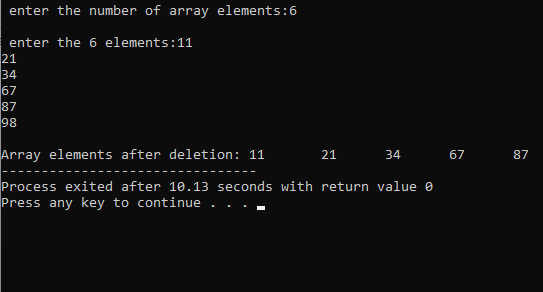 enter the number of array elements:6
enter the 6 elements:11
21
34
67
87
98
Array elements after deletion: 11 21 34 67 87
--------------------------------
Process exited after 10.13 seconds with return value 0
Press any key to continue . . .